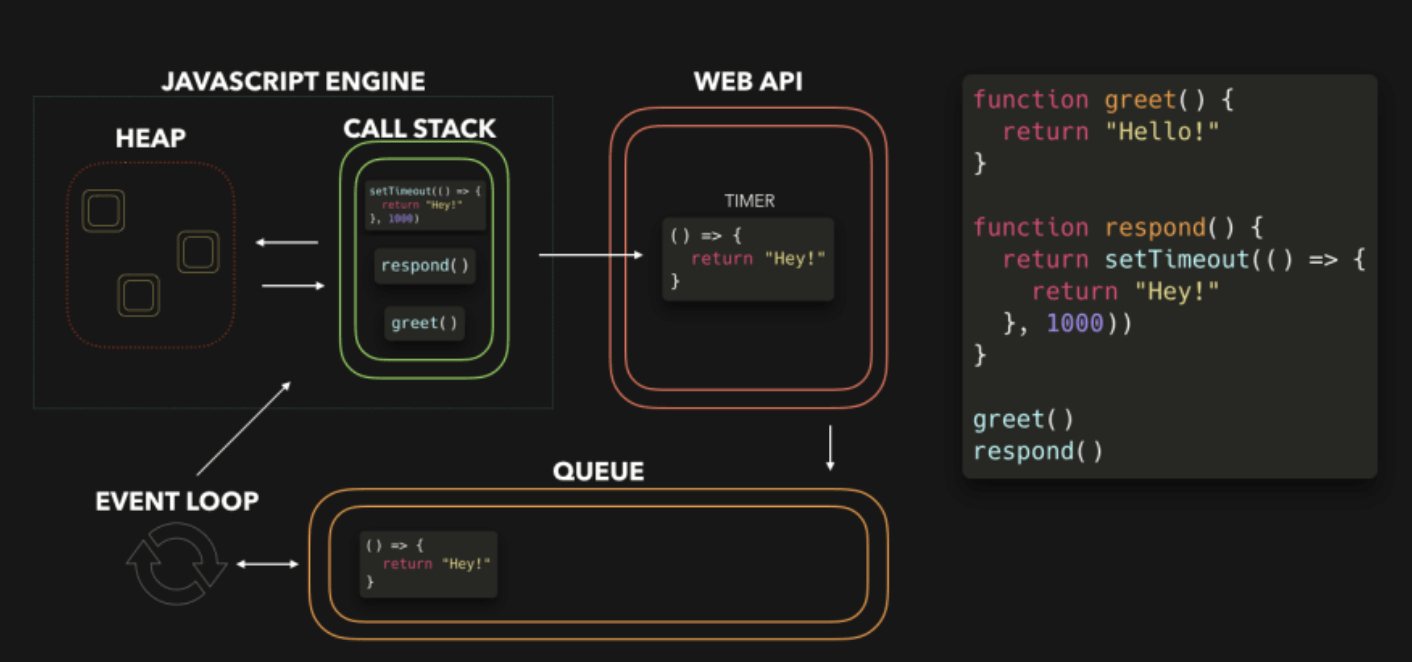 JAVASCRIPT ENGINE
HEAP
CALL STACK
setTimeout(() => {
  return "Hey!"
}, 1000)
respond()
greet()
WEB API
TIMER
() => {
  return "Hey!"
}
function greet() {
  return "Hello!"
}

function respond() {
  return setTimeout(() => {
    return "Hey!"
  }, 1000))
}

greet()
respond()
EVENT LOOP
QUEUE
() => {
  return "Hey!"
}